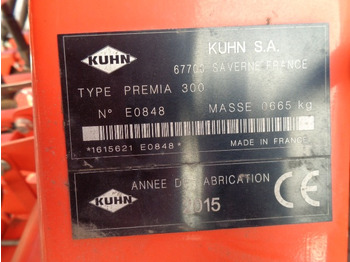 KUHN
KUHN S.A.
67700 SAVERNE FRANCE
TYPE PREMIA 300
N° E0848 MASSE 0665 kg
*1615621 E0848*
MADE IN FRANCE
KUHN
ANNEE DE FABRICATION
2015
CE